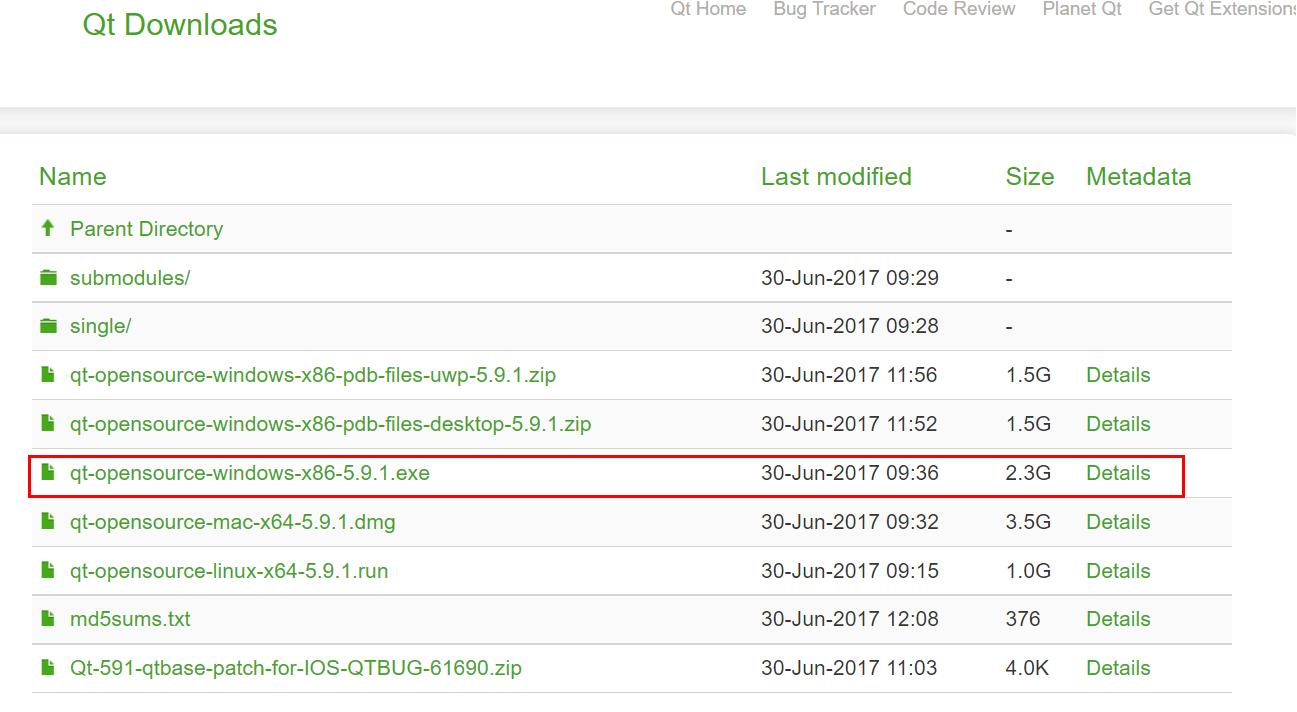 Qt Downloads
Qt Home Bug Tracker Code Review Planet Qt Get Qt Extensions
Name Last modified Size Metadata
Parent Directory -
submodules/ 30-Jun-2017 09:29 -
single/ 30-Jun-2017 09:28 -
qt-opensource-windows-x86-pdb-files-uwp-5.9.1.zip 30-Jun-2017 11:56 1.5G Details
qt-opensource-windows-x86-pdb-files-desktop-5.9.1.zip 30-Jun-2017 11:52 1.5G Details
qt-opensource-windows-x86-5.9.1.exe 30-Jun-2017 09:36 2.3G Details
qt-opensource-mac-x64-5.9.1.dmg 30-Jun-2017 09:32 3.5G Details
qt-opensource-linux-x64-5.9.1.run 30-Jun-2017 09:15 1.0G Details
md5sums.txt 30-Jun-2017 12:08 376 Details
Qt-591-qtbase-patch-for-IOS-QTBUG-61690.zip 30-Jun-2017 11:03 4.0K Details